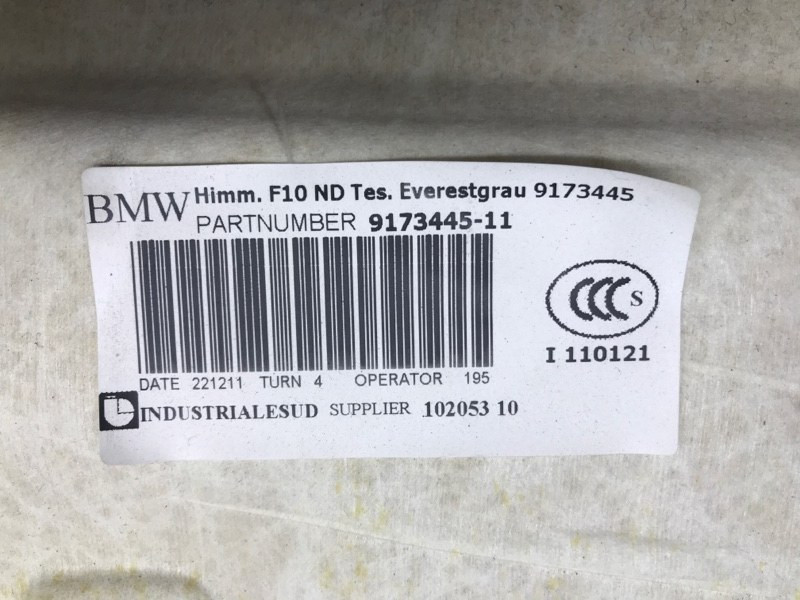 BMW Himm. F10 ND Tes. Everestgrau 9173445
PARTNUMBER 9173445-11
CCC S
I 110121
DATE 221211 TURN 4 OPERATOR 195
INDUSTRIALESUD SUPPLIER 102053 10